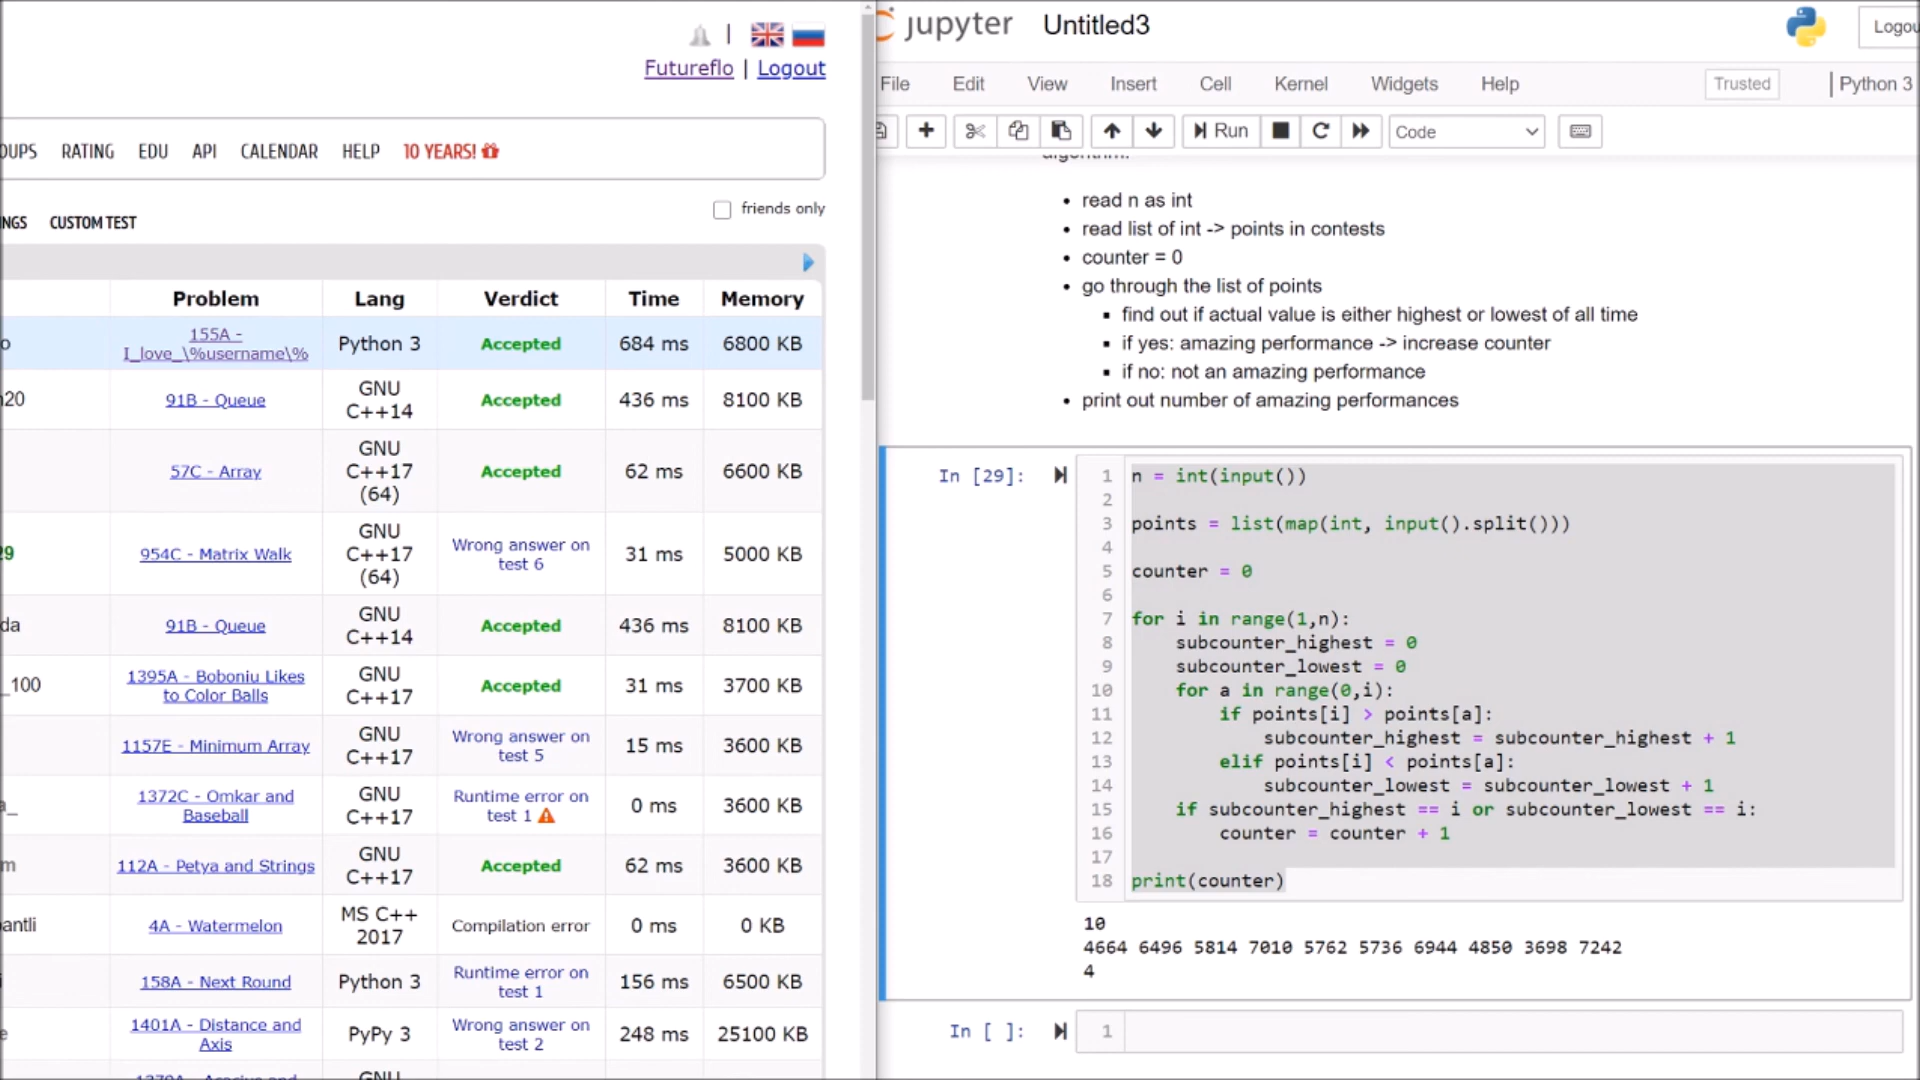 |
Futureflo | Logout
OUPS RATING EDU API CALENDAR HELP 10 YEARS!
NGS CUSTOM TEST
friends only
Problem Lang Verdict Time Memory
o 155A - I_love_\%username\% Python 3 Accepted 684 ms 6800 KB
20 91B - Queue GNU C++14 Accepted 436 ms 8100 KB
57C - Array GNU C++17 (64) Accepted 62 ms 6600 KB
29 954C - Matrix Walk GNU C++17 (64) Wrong answer on test 6 31 ms 5000 KB
da 91B - Queue GNU C++14 Accepted 436 ms 8100 KB
_100 1395A - Boboniu Likes to Color Balls GNU C++17 Accepted 31 ms 3700 KB
1157E - Minimum Array GNU C++17 Wrong answer on test 5 15 ms 3600 KB
a_ 1372C - Omkar and Baseball GNU C++17 Runtime error on test 1 0 ms 3600 KB
m 112A - Petya and Strings GNU C++17 Accepted 62 ms 3600 KB
antli 4A - Watermelon MS C++ 2017 Compilation error 0 ms 0 KB
i 158A - Next Round Python 3 Runtime error on test 1 156 ms 6500 KB
e 1401A - Distance and Axis PyPy 3 Wrong answer on test 2 248 ms 25100 KB
GNU
jupyter Untitled3
Logou
File Edit View Insert Cell Kernel Widgets Help Trusted | Python 3
Run Code
algorithm:
• read n as int
• read list of int -> points in contests
• counter = 0
• go through the list of points
▪ find out if actual value is either highest or lowest of all time
▪ if yes: amazing performance -> increase counter
▪ if no: not an amazing performance
• print out number of amazing performances
In [29]:
1 n = int(input())
2
3 points = list(map(int, input().split()))
4
5 counter = 0
6
7 for i in range(1,n):
8     subcounter_highest = 0
9     subcounter_lowest = 0
10     for a in range(0,i):
11         if points[i] > points[a]:
12             subcounter_highest = subcounter_highest + 1
13         elif points[i] < points[a]:
14             subcounter_lowest = subcounter_lowest + 1
15     if subcounter_highest == i or subcounter_lowest == i:
16         counter = counter + 1
17
18 print(counter)
10
4664 6496 5814 7010 5762 5736 6944 4850 3698 7242
4
In [ ]: 1